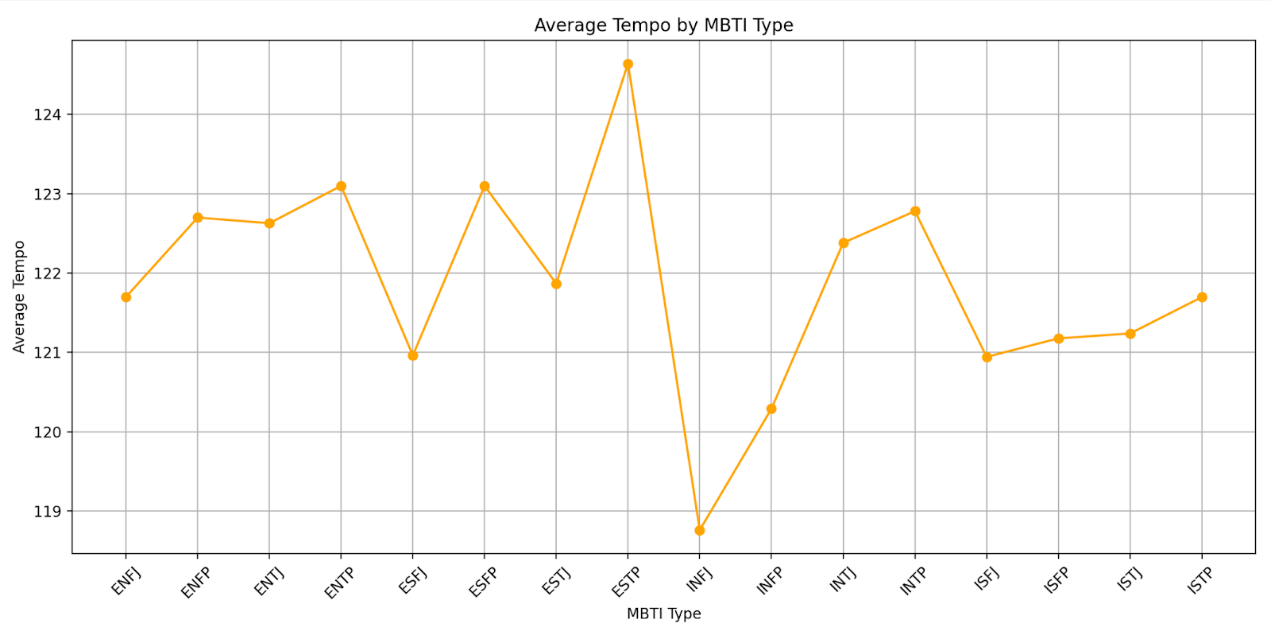 Average Tempo by MBTI Type
Average Tempo
124
123
122
121
120
119
ENFJ
ENFP
ENTJ
ENTP
ESFJ
ESFP
ESTJ
ESTP
INFJ
INFP
INTJ
INTP
ISFJ
ISFP
ISTJ
ISTP
MBTI Type